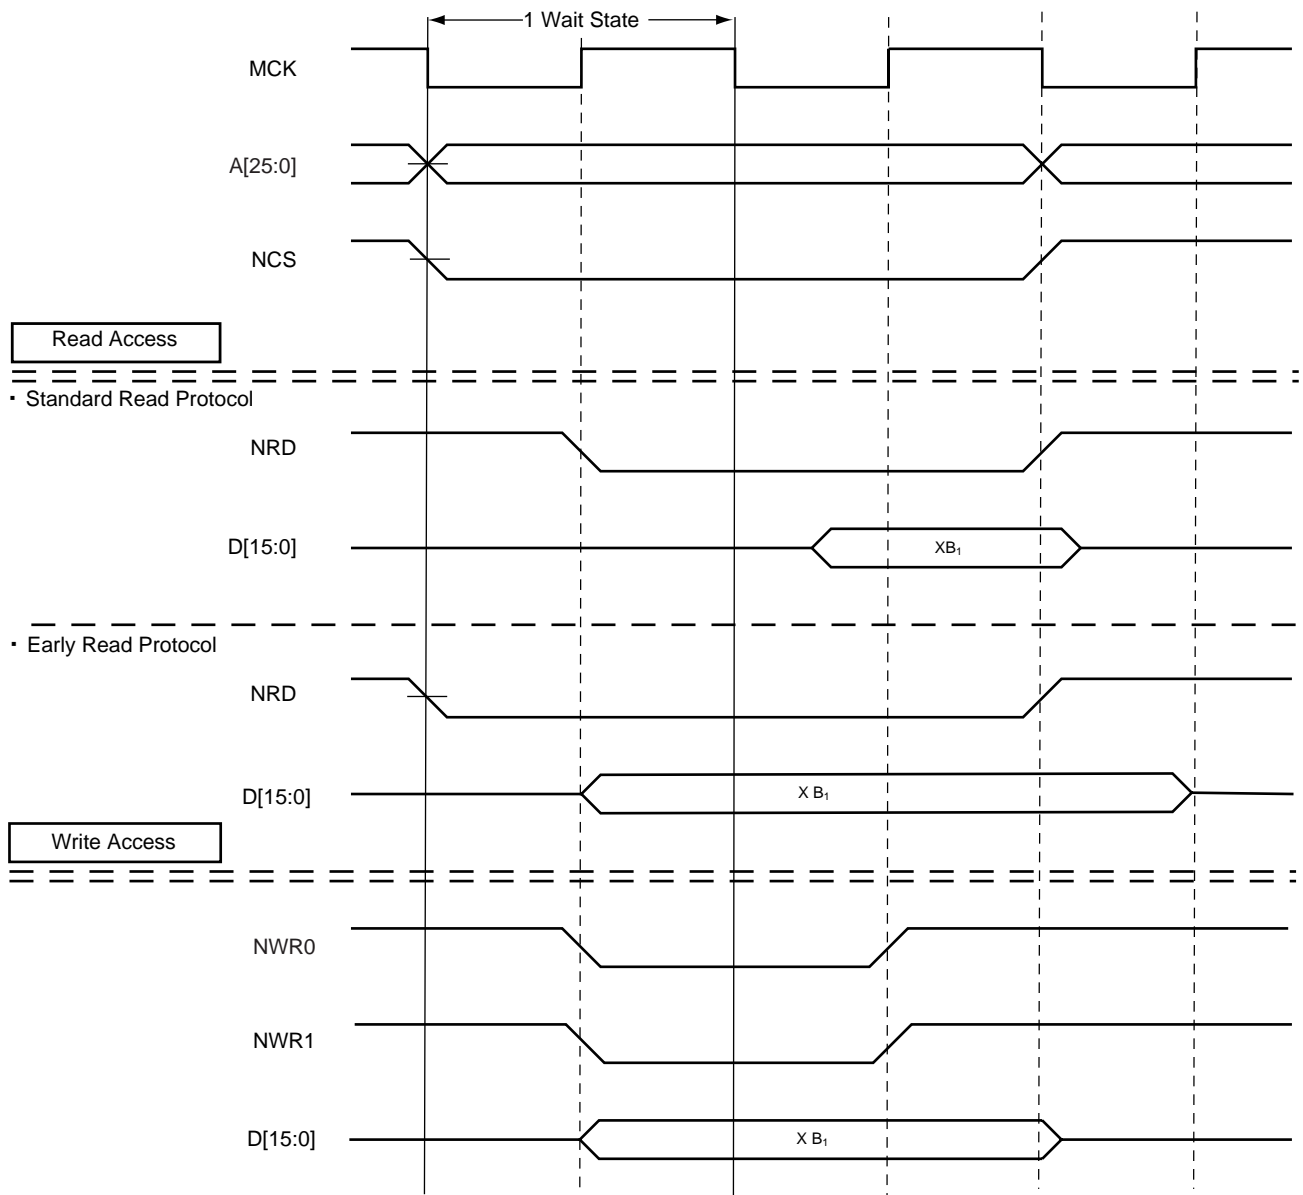 1 Wait State
MCK
A[25:0]
NCS
Read Access
· Standard Read Protocol
NRD
D[15:0]
XB₁
· Early Read Protocol
NRD
D[15:0]
X B₁
Write Access
NWR0
NWR1
D[15:0]
X B₁